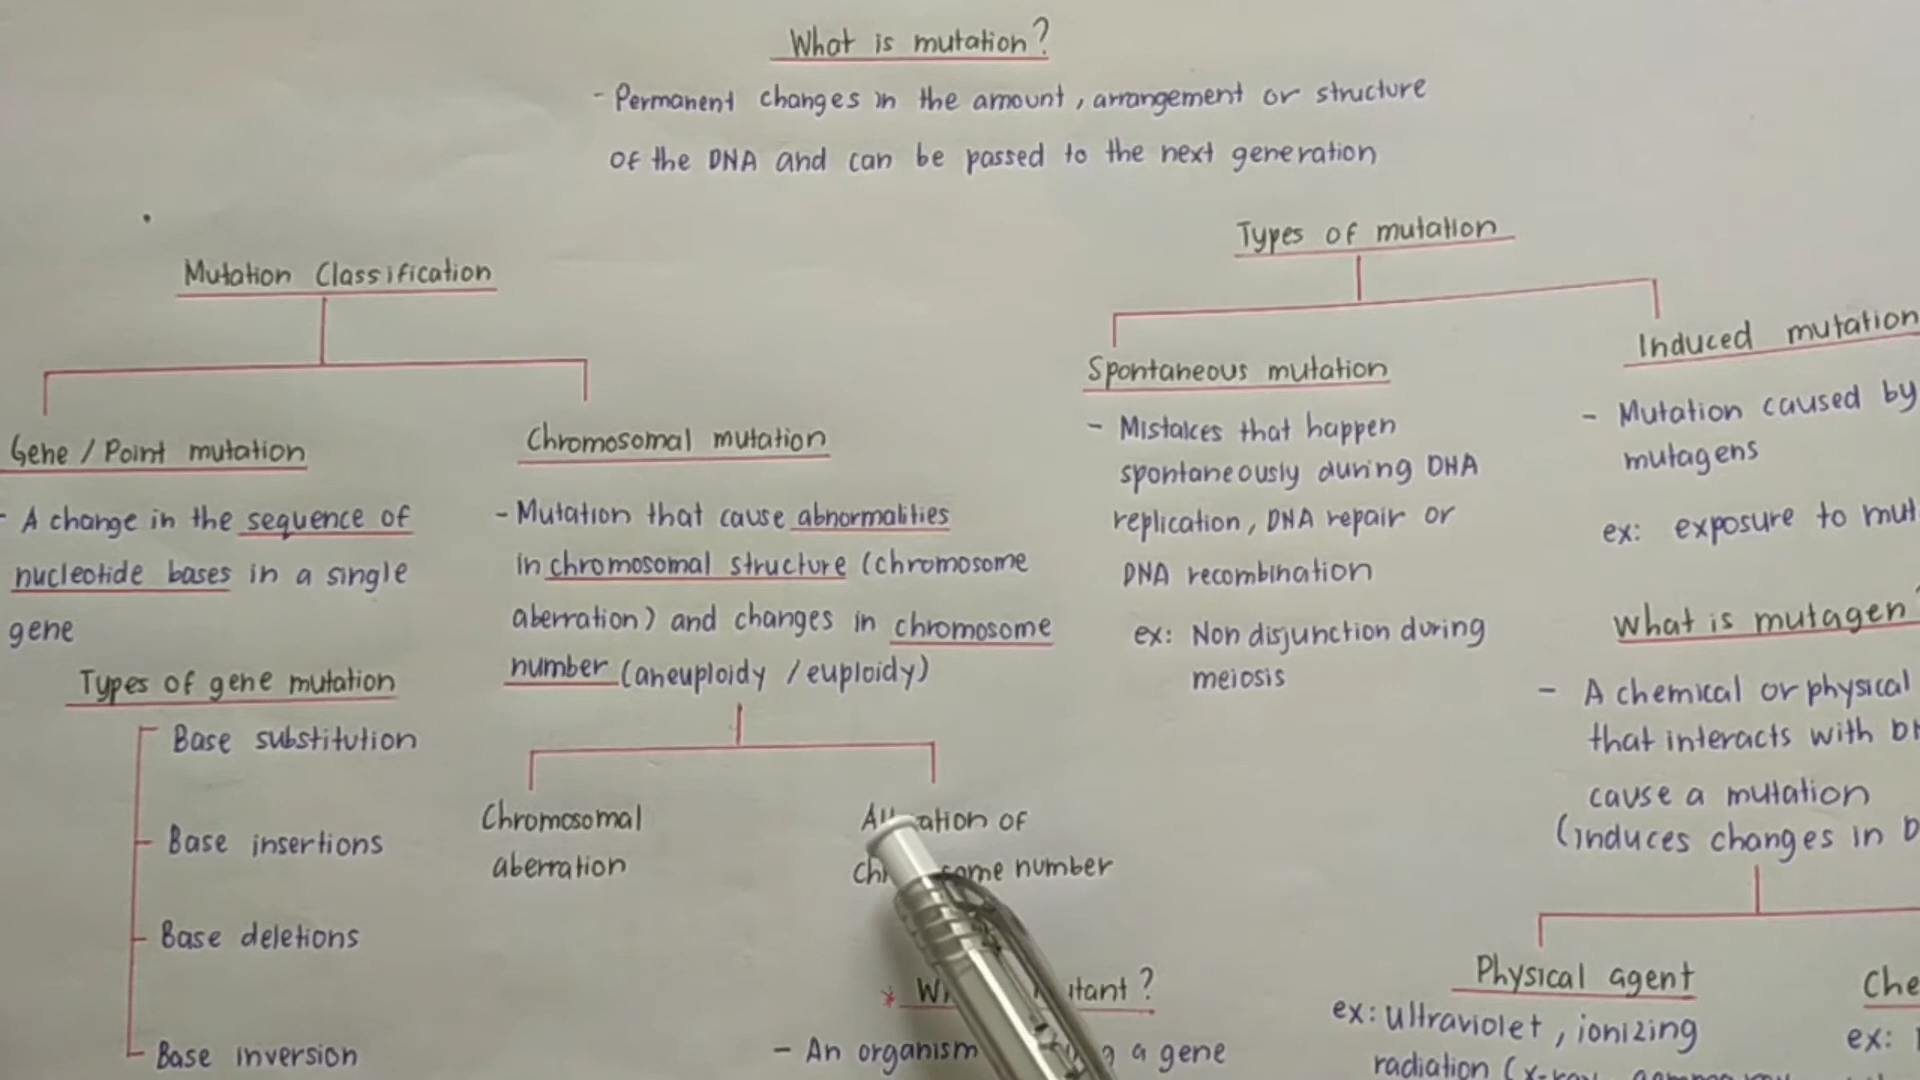 What is mutation?
- Permanent changes in the amount, arrangement or structure
of the DNA and can be passed to the next generation
Mutation Classification
Gene / Point mutation
- A change in the sequence of
nucleotide bases in a single
gene
Types of gene mutation
Base substitution
Base insertions
Base deletions
Base inversion
Chromosomal mutation
- Mutation that cause abnormalities
in chromosomal structure (chromosome
aberration) and changes in chromosome
number (aneuploidy / euploidy)
Chromosomal
aberration
of
number
?
- An organism a gene
Types of mutation
Spontaneous mutation
- Mistakes that happen
spontaneously during DNA
replication, DNA repair or
DNA recombination
ex: Non disjunction during
meiosis
Induced mutation
- Mutation caused by
mutagens
ex: exposure to
What is mutagen?
- A chemical or physical
that interacts with
cause a mutation
(induces changes in
Physical agent
ex: Ultraviolet, ionizing
radiation (x-ray,
ex: